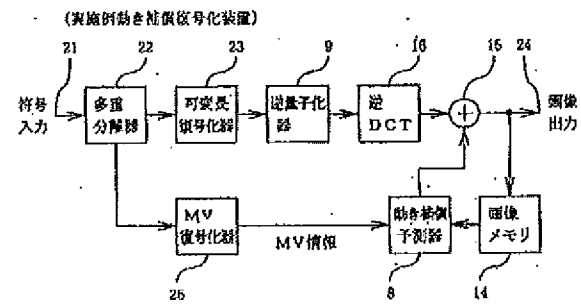 (実施例動き補償復号化装置)
21
22
23
9
16
15
24
符号
入力
多重
分解器
可変長
復号化器
逆量子化
器
逆
DCT
画像
出力
MV
復号化器
MV情報
動き補償
予測器
画像
メモリ
25
8
14